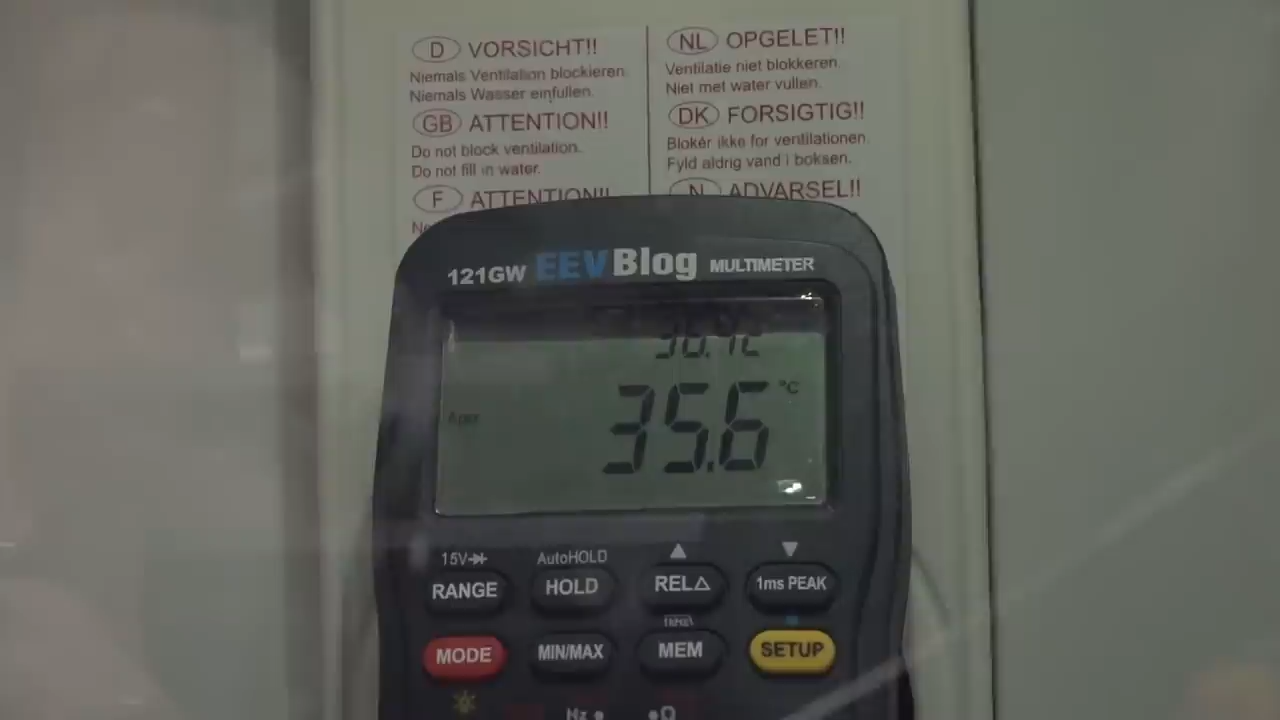 D VORSICHT!!
Niemals Ventilation blockieren.
Niemals Wasser einfullen.
GB ATTENTION!!
Do not block ventilation.
Do not fill in water.
F ATTENTION!!
NL OPGELET!!
Ventilatie niet blokkeren.
Niet met water vullen.
DK FORSIGTIG!!
Blokér ikke for ventilationen.
Fyld aldrig vand i boksen.
N ADVARSEL!!
121GW EEVBlog MULTIMETER
35.6 °C
15V AutoHOLD ▲ ▼
RANGE HOLD REL△ 1ms PEAK
MODE MIN/MAX MEM SETUP
Hz Ω